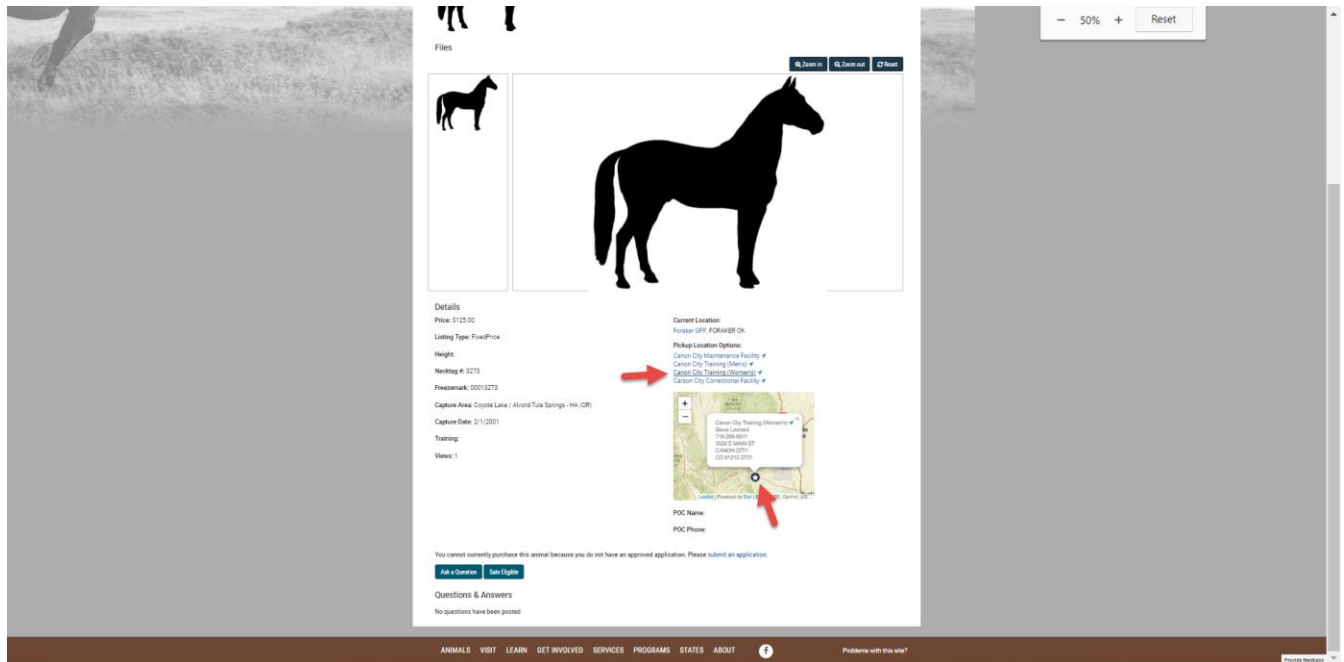 − 50% + Reset
Files
Zoom in Zoom out Reset
Details
Price: $125.00
Listing Type: FixedPrice
Height:
Necktag #: 3273
Freezemark: 00013273
Capture Area: Coyote Lake / Alvord-Tule Springs - HA (OR)
Capture Date: 2/1/2001
Training:
Views: 1
Current Location:
Foraker GPF, FORAKER OK
Pickup Location Options:
Canon City Maintenance Facility
Canon City Training (Men's)
Canon City Training (Women's)
Carson City Correctional Facility
+
−
Canon City Training (Women's) ×
Steve Leonard
3028 E MAIN ST
CANON CITY
Leaflet | Powered by Esri
POC Name:
POC Phone:
You cannot currently purchase this animal because you do not have an approved application. Please submit an application.
Ask a Question Sale Eligible
Questions & Answers
No questions have been posted
ANIMALS VISIT LEARN GET INVOLVED SERVICES PROGRAMS STATES ABOUT f Problems with this site?
Provide feedback